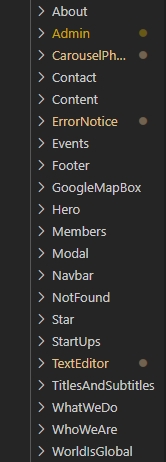 About
Admin
CarouselPh...
Contact
Content
ErrorNotice
Events
Footer
GoogleMapBox
Hero
Members
Modal
Navbar
NotFound
Star
StartUps
TextEditor
TitlesAndSubtitles
WhatWeDo
WhoWeAre
WorldIsGlobal